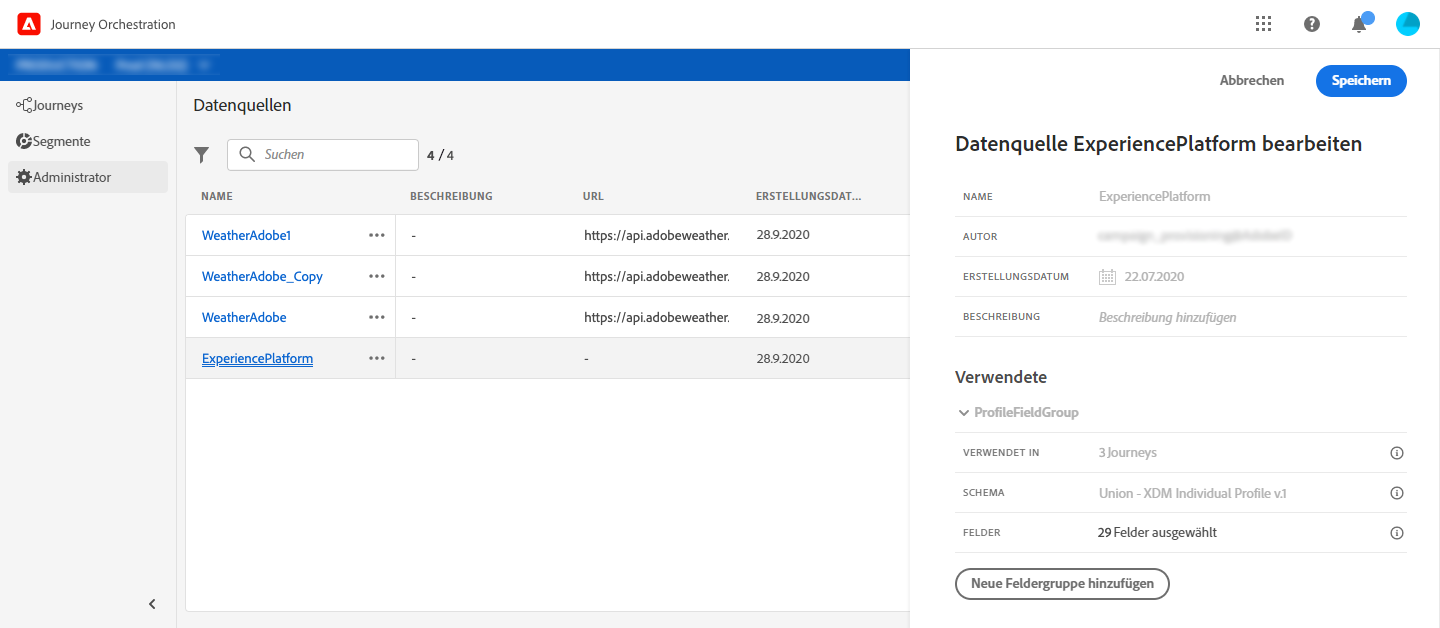 Journey Orchestration
Journeys
Segmente
Administrator
Datenquellen
Suchen
4 / 4
NAME BESCHREIBUNG URL ERSTELLUNGSDAT...
WeatherAdobe1 ••• - https://api.adobeweather. 28.9.2020
WeatherAdobe_Copy ••• - https://api.adobeweather. 28.9.2020
WeatherAdobe ••• - https://api.adobeweather. 28.9.2020
ExperiencePlatform ••• - - 28.9.2020
Abbrechen Speichern
Datenquelle ExperiencePlatform bearbeiten
NAME ExperiencePlatform
AUTOR
ERSTELLUNGSDATUM 22.07.2020
BESCHREIBUNG Beschreibung hinzufügen
Verwendete
ProfileFieldGroup
VERWENDET IN 3 Journeys
SCHEMA Union - XDM Individual Profile v.1
FELDER 29 Felder ausgewählt
Neue Feldergruppe hinzufügen